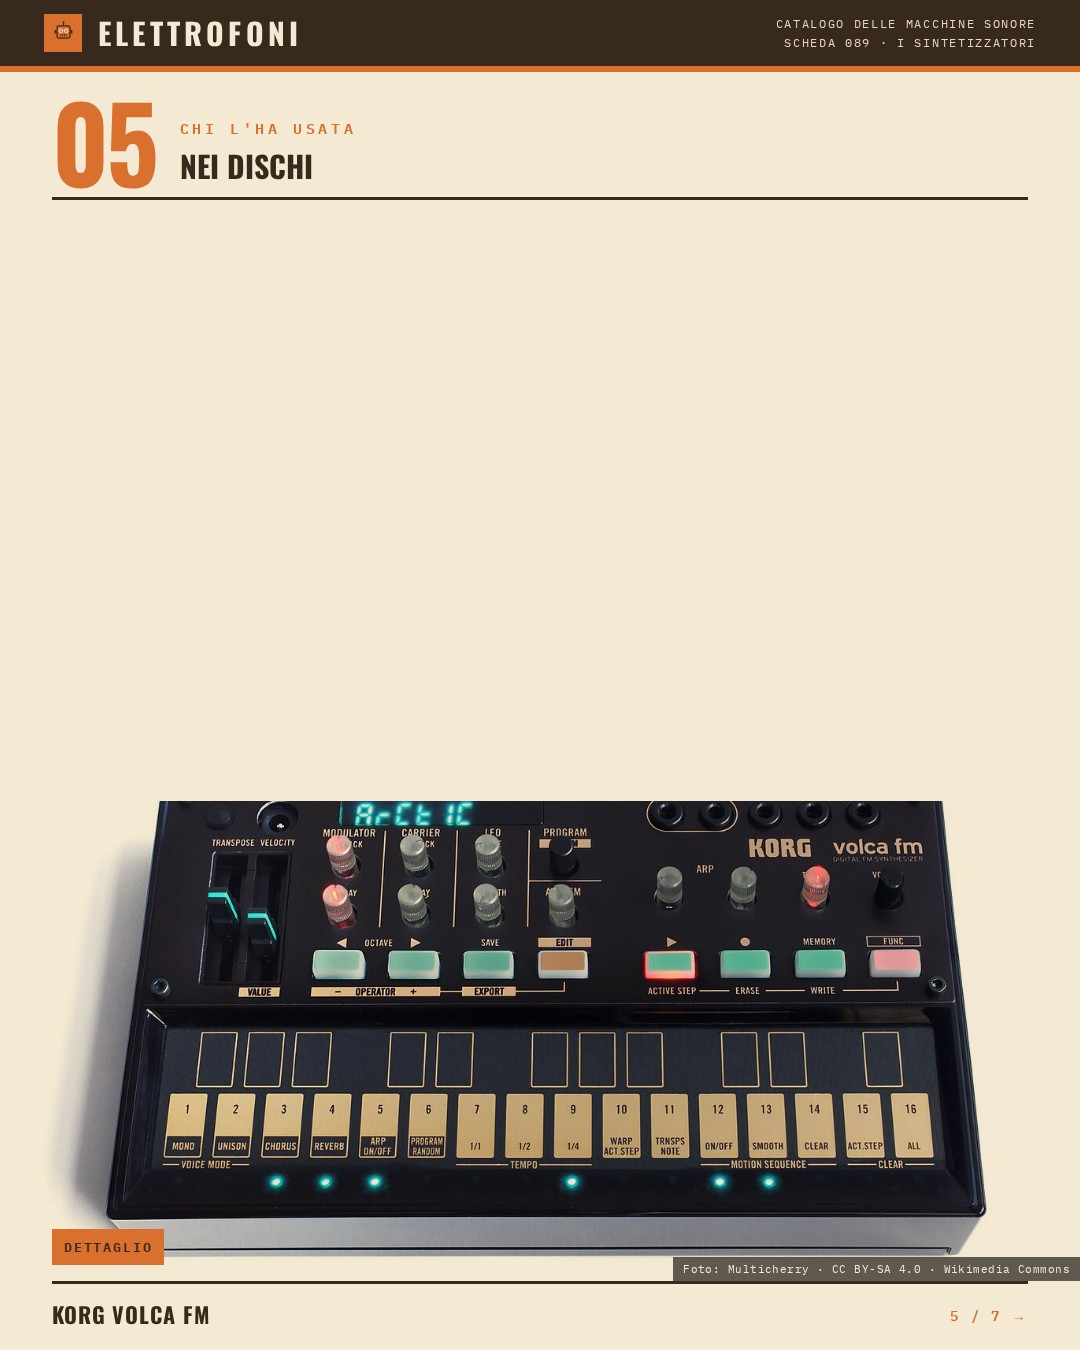 ELETTROFONI
CATALOGO DELLE MACCHINE SONORE
SCHEDA 089 · I SINTETIZZATORI
05
CHI L'HA USATA
NEI DISCHI
ArCtIC
TRANSPOSE VELOCITY
MODULATOR CARRIER LFO PROGRAM
KORG volca fm
DIGITAL FM SYNTHESIZER
ARP
◀ OCTAVE ▶ SAVE EDIT
▶ ● MEMORY FUNC
VALUE - OPERATOR + EXPORT
ACTIVE STEP ERASE WRITE
1 2 3 4 5 6 7 8 9 10 11 12 13 14 15 16
MONO UNISON CHORUS REVERB ARP ON/OFF PROGRAM RANDOM 1/1 1/2 1/4 WARP ACT.STEP TRNSPS NOTE ON/OFF SMOOTH CLEAR ACT.STEP ALL
VOICE MODE TEMPO MOTION SEQUENCE CLEAR
DETTAGLIO
Foto: Multicherry · CC BY-SA 4.0 · Wikimedia Commons
KORG VOLCA FM
5 / 7 →